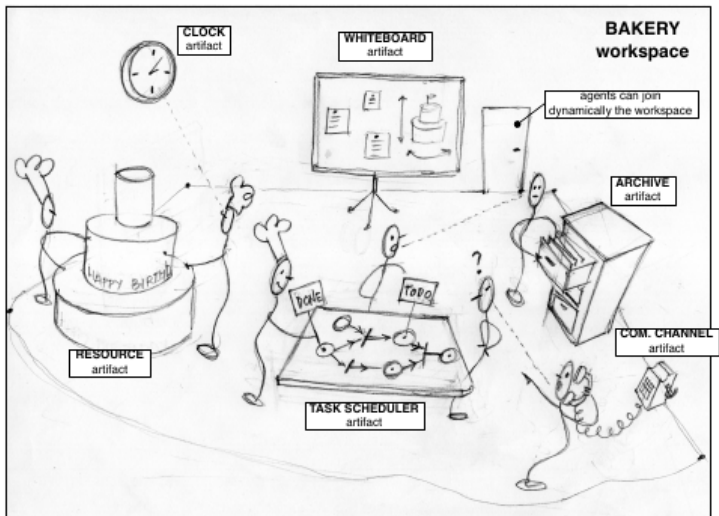 BAKERY
workspace
CLOCK
artifact
WHITEBOARD
artifact
agents can join
dynamically the workspace
ARCHIVE
artifact
HAPPY BIRTH
?
DONE
TODO
COM. CHANNEL
artifact
RESOURCE
artifact
TASK SCHEDULER
artifact